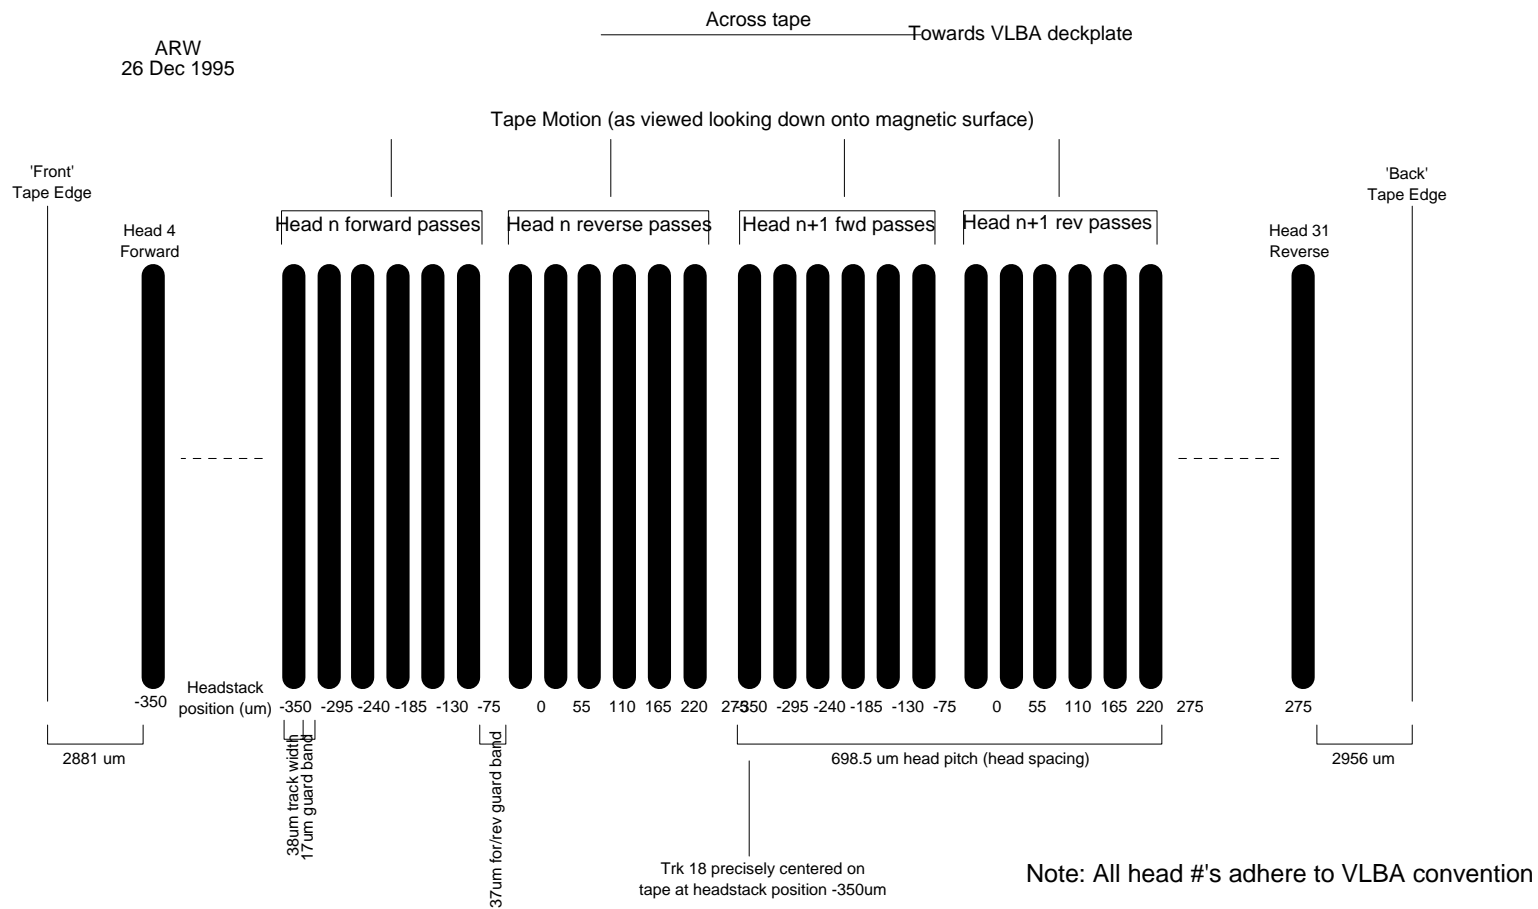 Across tape
Towards VLBA deckplate
ARW
26 Dec 1995
Tape Motion (as viewed looking down onto magnetic surface)
'Front'
Tape Edge
'Back'
Tape Edge
Head 4
Forward
Head n forward passes
Head n reverse passes
Head n+1 fwd passes
Head n+1 rev passes
Head 31
Reverse
-350
Headstack
position (um)
-350 -295 -240 -185 -130 -75 0 55 110 165 220 275 -350 -295 -240 -185 -130 -75 0 55 110 165 220 275
275
2881 um
38um track width
17um guard band
37um for/rev guard band
698.5 um head pitch (head spacing)
2956 um
Trk 18 precisely centered on
tape at headstack position -350um
Note: All head #'s adhere to VLBA convention